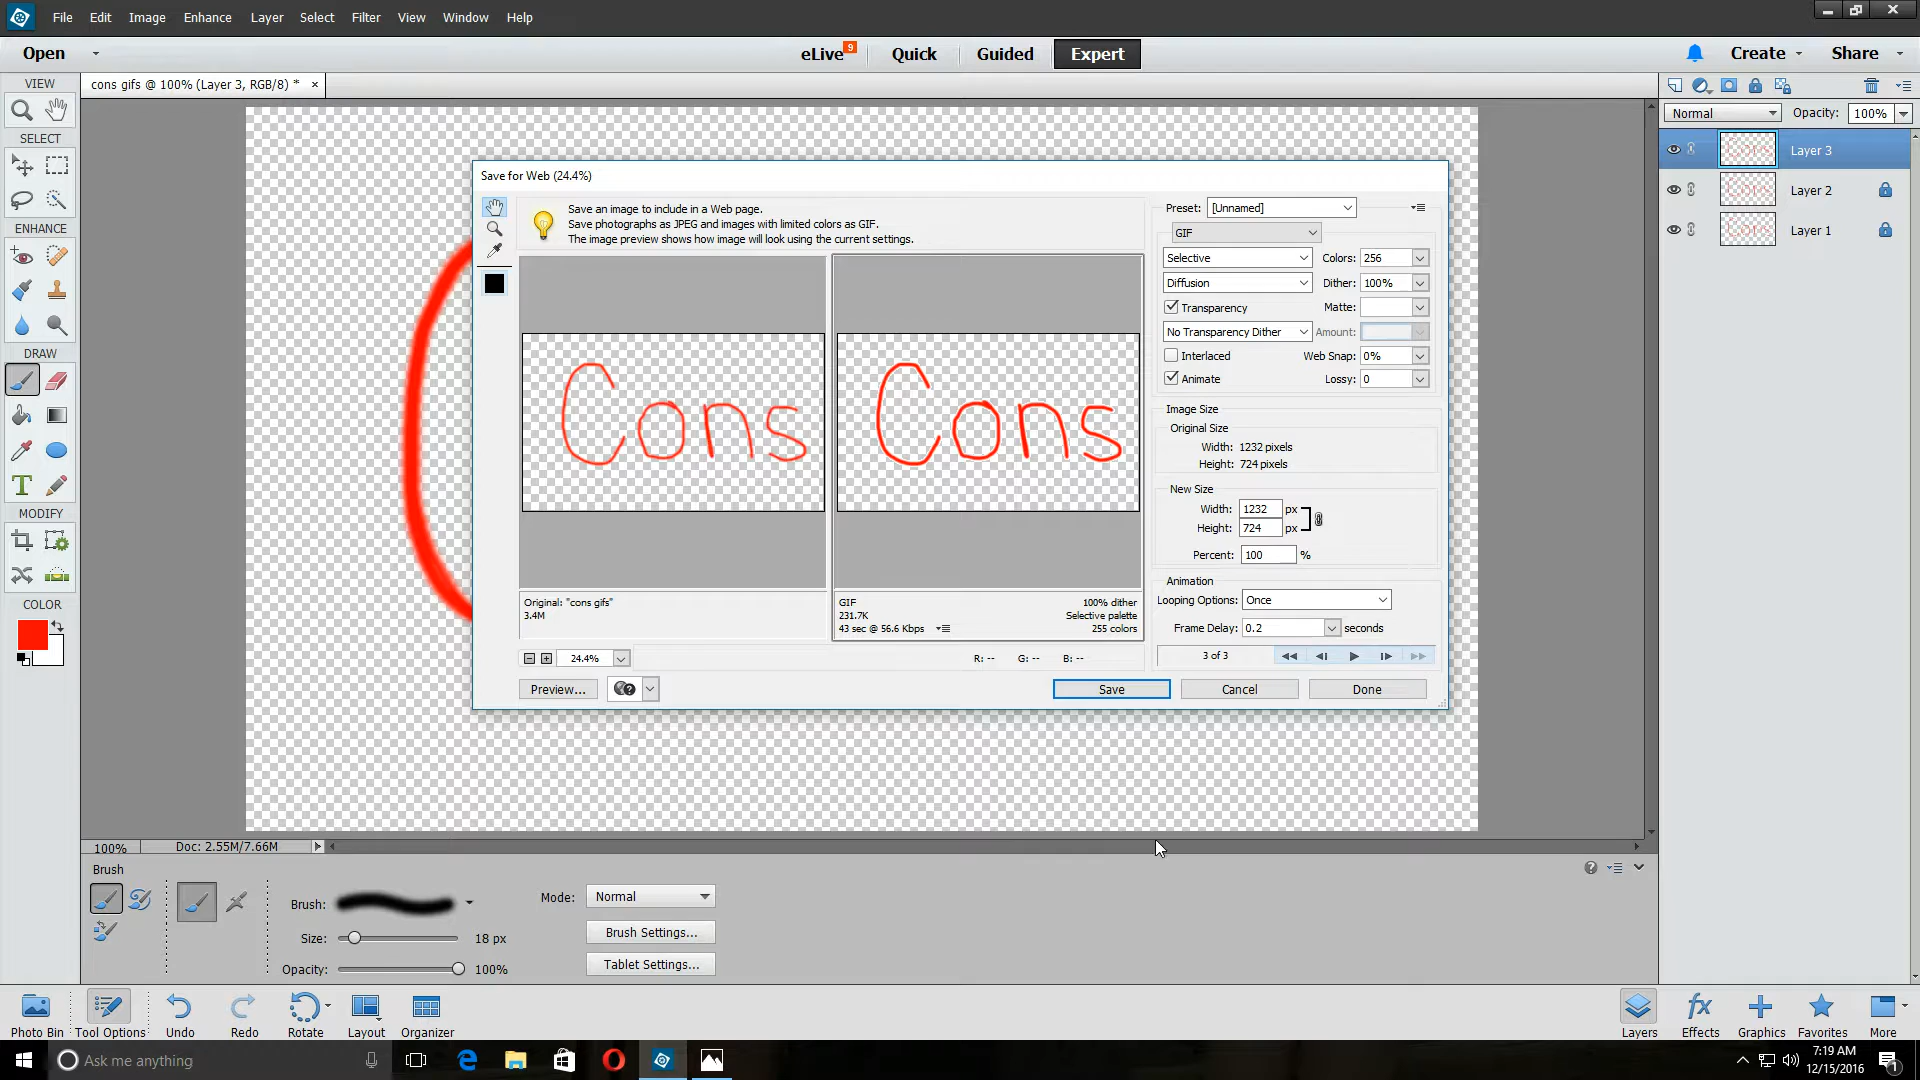 File Edit Image Enhance Layer Select Filter View Window Help
Open eLive 9 Quick Guided Expert Create Share
VIEW cons gifs @ 100% (Layer 3, RGB/8) * ×
Normal Opacity: 100%
SELECT
Layer 3
Layer 2
Layer 1
ENHANCE
DRAW
T
MODIFY
COLOR
Save for Web (24.4%)
Save an image to include in a Web page.
Save photographs as JPEG and images with limited colors as GIF.
The image preview shows how image will look using the current settings.
Cons Cons
Original: "cons gifs"
3.4M
GIF 100% dither
231.7K Selective palette
43 sec @ 56.6 Kbps 255 colors
24.4% R: -- G: -- B: --
Preview... Save Cancel Done
Preset: [Unnamed]
GIF
Selective Colors: 256
Diffusion Dither: 100%
Transparency Matte:
No Transparency Dither Amount:
Interlaced Web Snap: 0%
Animate Lossy: 0
Image Size
Original Size
Width: 1232 pixels
Height: 724 pixels
New Size
Width: 1232 px
Height: 724 px
Percent: 100 %
Animation
Looping Options: Once
Frame Delay: 0.2 seconds
3 of 3
100% Doc: 2.55M/7.66M
Brush
Brush: Mode: Normal
Size: 18 px Brush Settings...
Opacity: 100% Tablet Settings...
Photo Bin Tool Options Undo Redo Rotate Layout Organizer fx Layers Effects Graphics Favorites More
Ask me anything
7:19 AM
12/15/2016
1